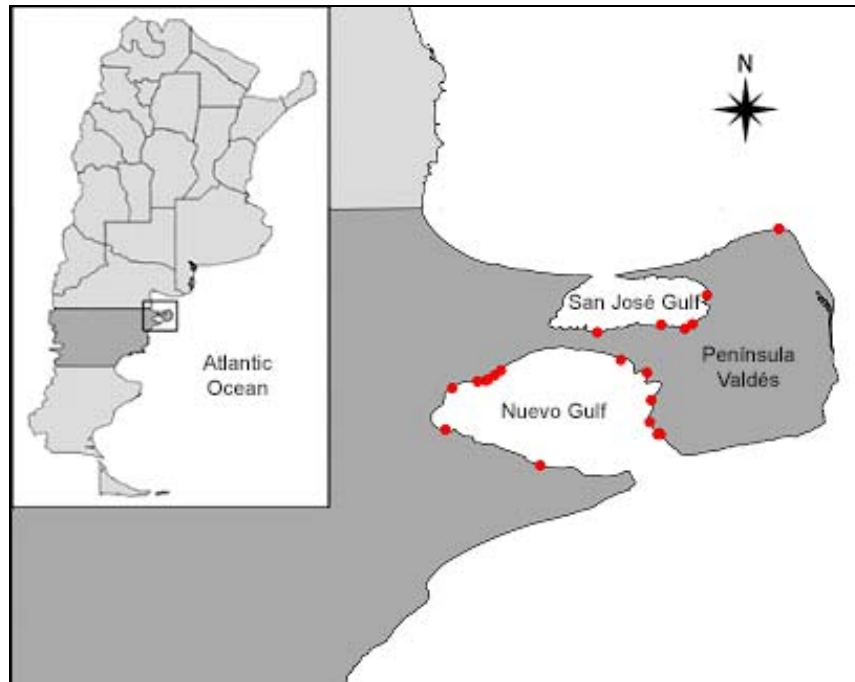 N
San José Gulf
Península
Valdés
Nuevo Gulf
Atlantic
Ocean